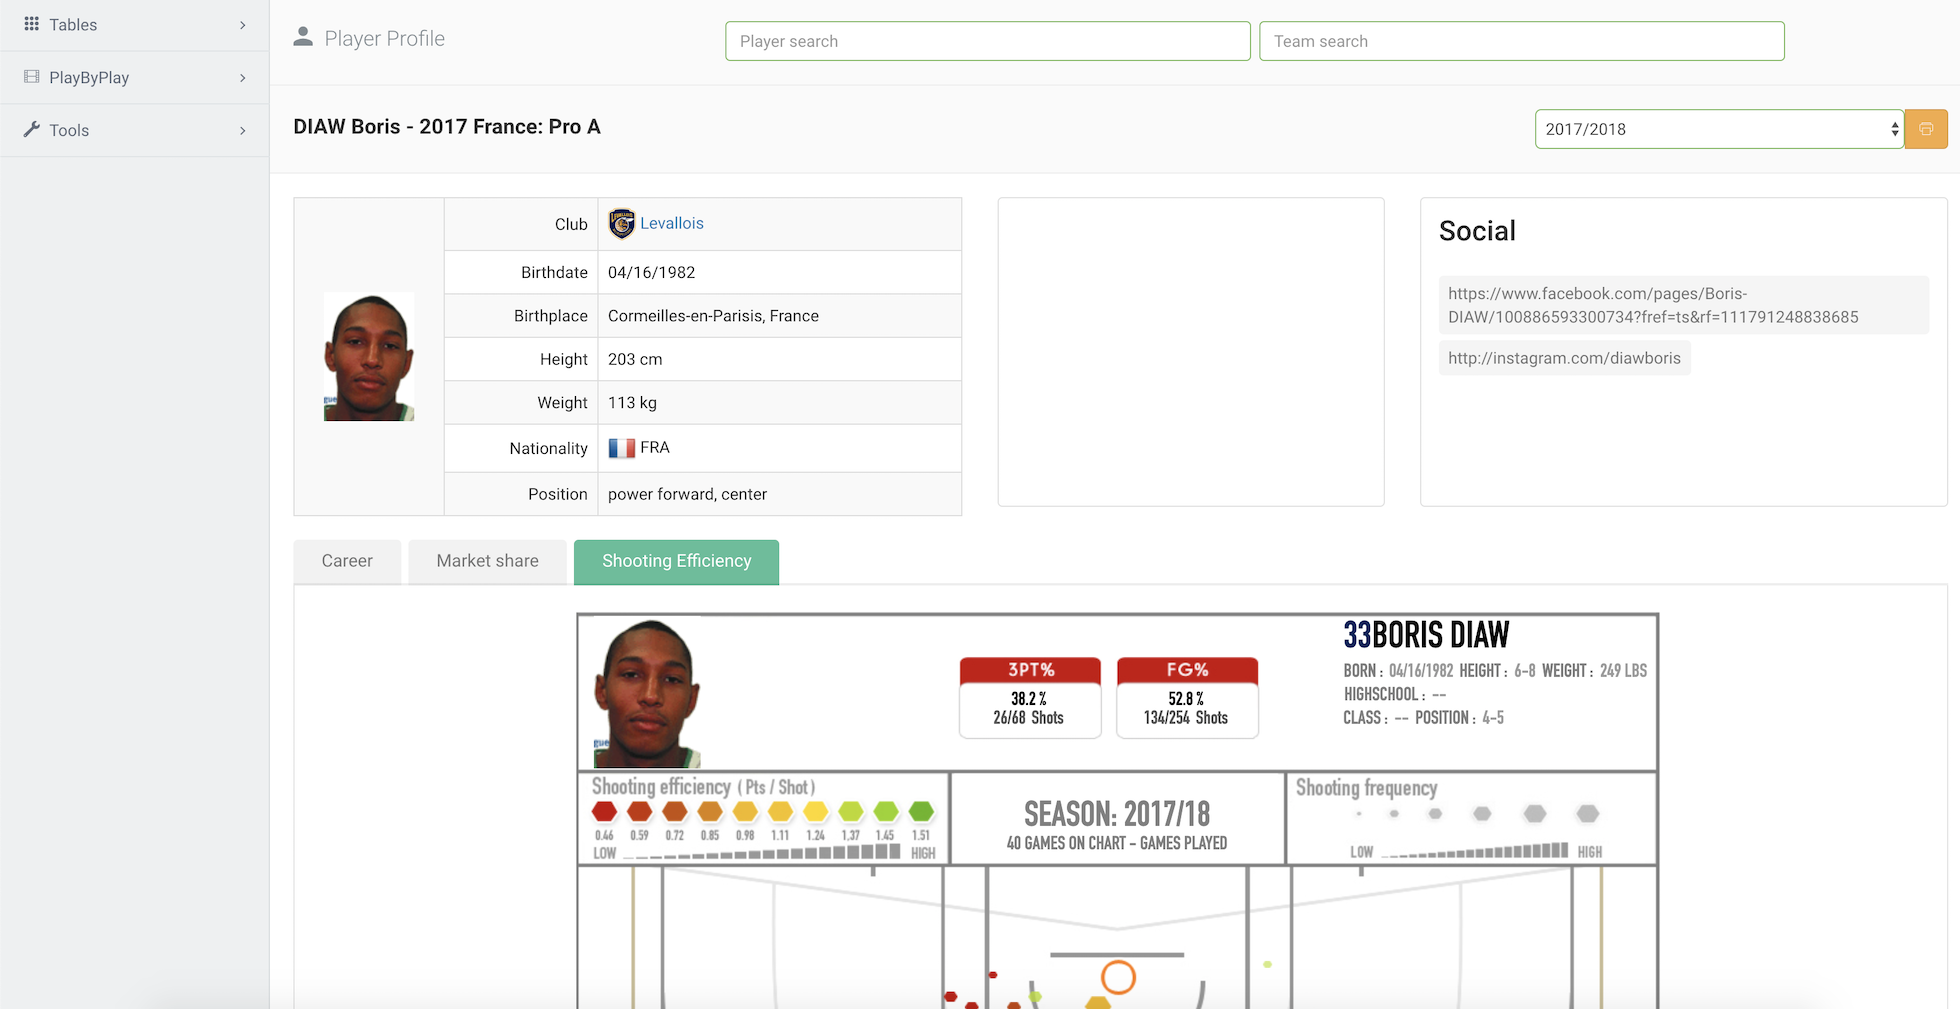 Tables
PlayByPlay
Tools
Player Profile
Player search
Team search
DIAW Boris - 2017 France: Pro A
2017/2018
Club
Levallois
Birthdate
04/16/1982
Birthplace
Cormeilles-en-Parisis, France
Height
203 cm
Weight
113 kg
Nationality
FRA
Position
power forward, center
Social
https://www.facebook.com/pages/Boris-
DIAW/100886593300734?fref=ts&rf=111791248838685
http://instagram.com/diawboris
Career
Market share
Shooting Efficiency
3PT%
38.2 %
26/68 Shots
FG%
52.8 %
134/254 Shots
33BORIS DIAW
BORN : 04/16/1982 HEIGHT : 6-8 WEIGHT : 249 LBS
HIGHSCHOOL : --
CLASS : -- POSITION : 4-5
Shooting efficiency ( Pts / Shot )
0.46 0.59 0.72 0.85 0.98 1.11 1.24 1.37 1.45 1.51
LOW HIGH
SEASON: 2017/18
40 GAMES ON CHART - GAMES PLAYED
Shooting frequency
LOW HIGH